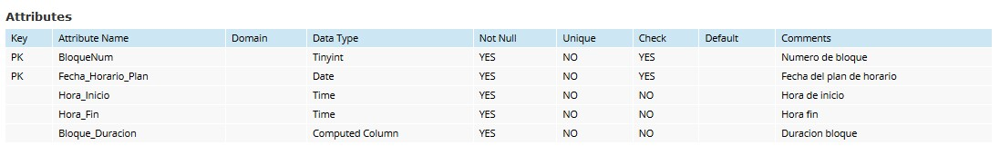 Attributes
Key Attribute Name Domain Data Type Not Null Unique Check Default Comments
PK BloqueNum Tinyint YES NO YES Numero de bloque
PK Fecha_Horario_Plan Date YES NO YES Fecha del plan de horario
Hora_Inicio Time YES NO NO Hora de inicio
Hora_Fin Time YES NO NO Hora fin
Bloque_Duracion Computed Column YES NO NO Duracion bloque